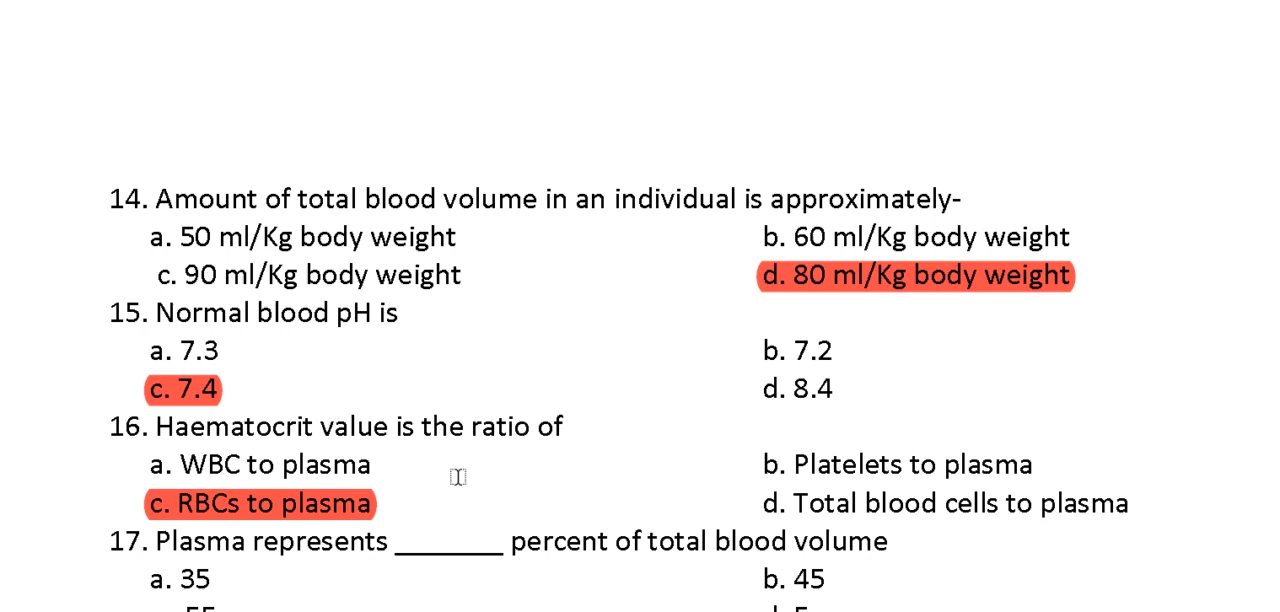 14. Amount of total blood volume in an individual is approximately-
a. 50 ml/Kg body weight b. 60 ml/Kg body weight
c. 90 ml/Kg body weight d. 80 ml/Kg body weight
15. Normal blood pH is
a. 7.3 b. 7.2
c. 7.4 d. 8.4
16. Haematocrit value is the ratio of
a. WBC to plasma b. Platelets to plasma
c. RBCs to plasma d. Total blood cells to plasma
17. Plasma represents _______ percent of total blood volume
a. 35 b. 45